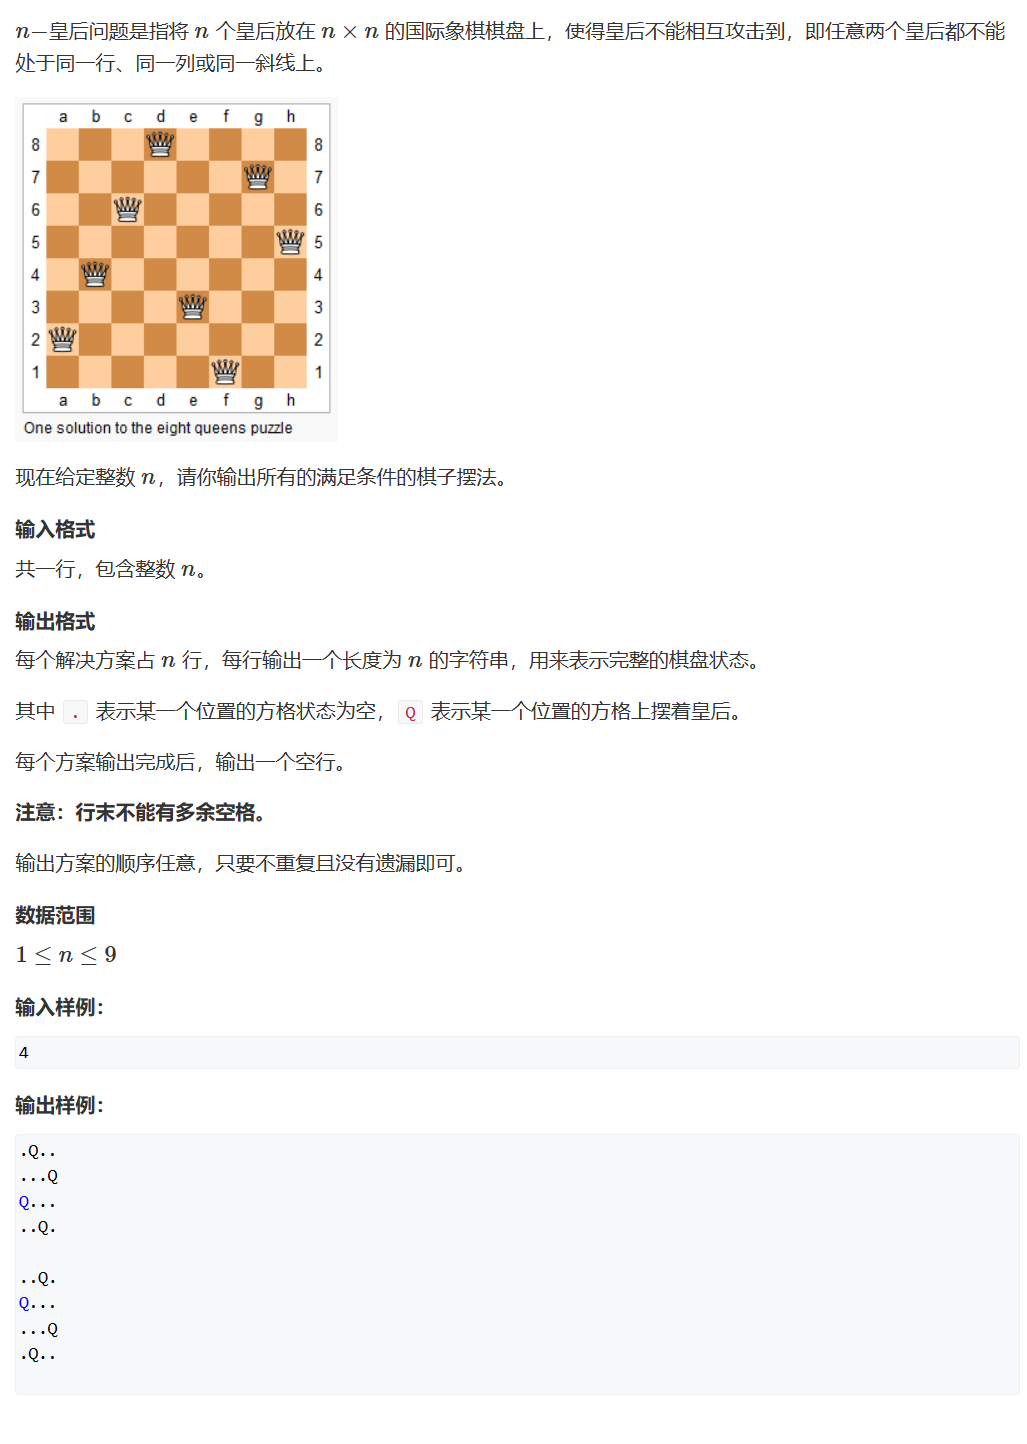 n−皇后问题是指将 n 个皇后放在 n × n 的国际象棋棋盘上，使得皇后不能相互攻击到，即任意两个皇后都不能
处于同一行、同一列或同一斜线上。
a b c d e f g h
8 8
7 7
6 6
5 5
4 4
3 3
2 2
1 1
a b c d e f g h
One solution to the eight queens puzzle
现在给定整数 n，请你输出所有的满足条件的棋子摆法。
输入格式
共一行，包含整数 n。
输出格式
每个解决方案占 n 行，每行输出一个长度为 n 的字符串，用来表示完整的棋盘状态。
其中 . 表示某一个位置的方格状态为空， Q 表示某一个位置的方格上摆着皇后。
每个方案输出完成后，输出一个空行。
注意：行末不能有多余空格。
输出方案的顺序任意，只要不重复且没有遗漏即可。
数据范围
1 ≤ n ≤ 9
输入样例：
4
输出样例：
.Q..
...Q
Q...
..Q.

..Q.
Q...
...Q
.Q..